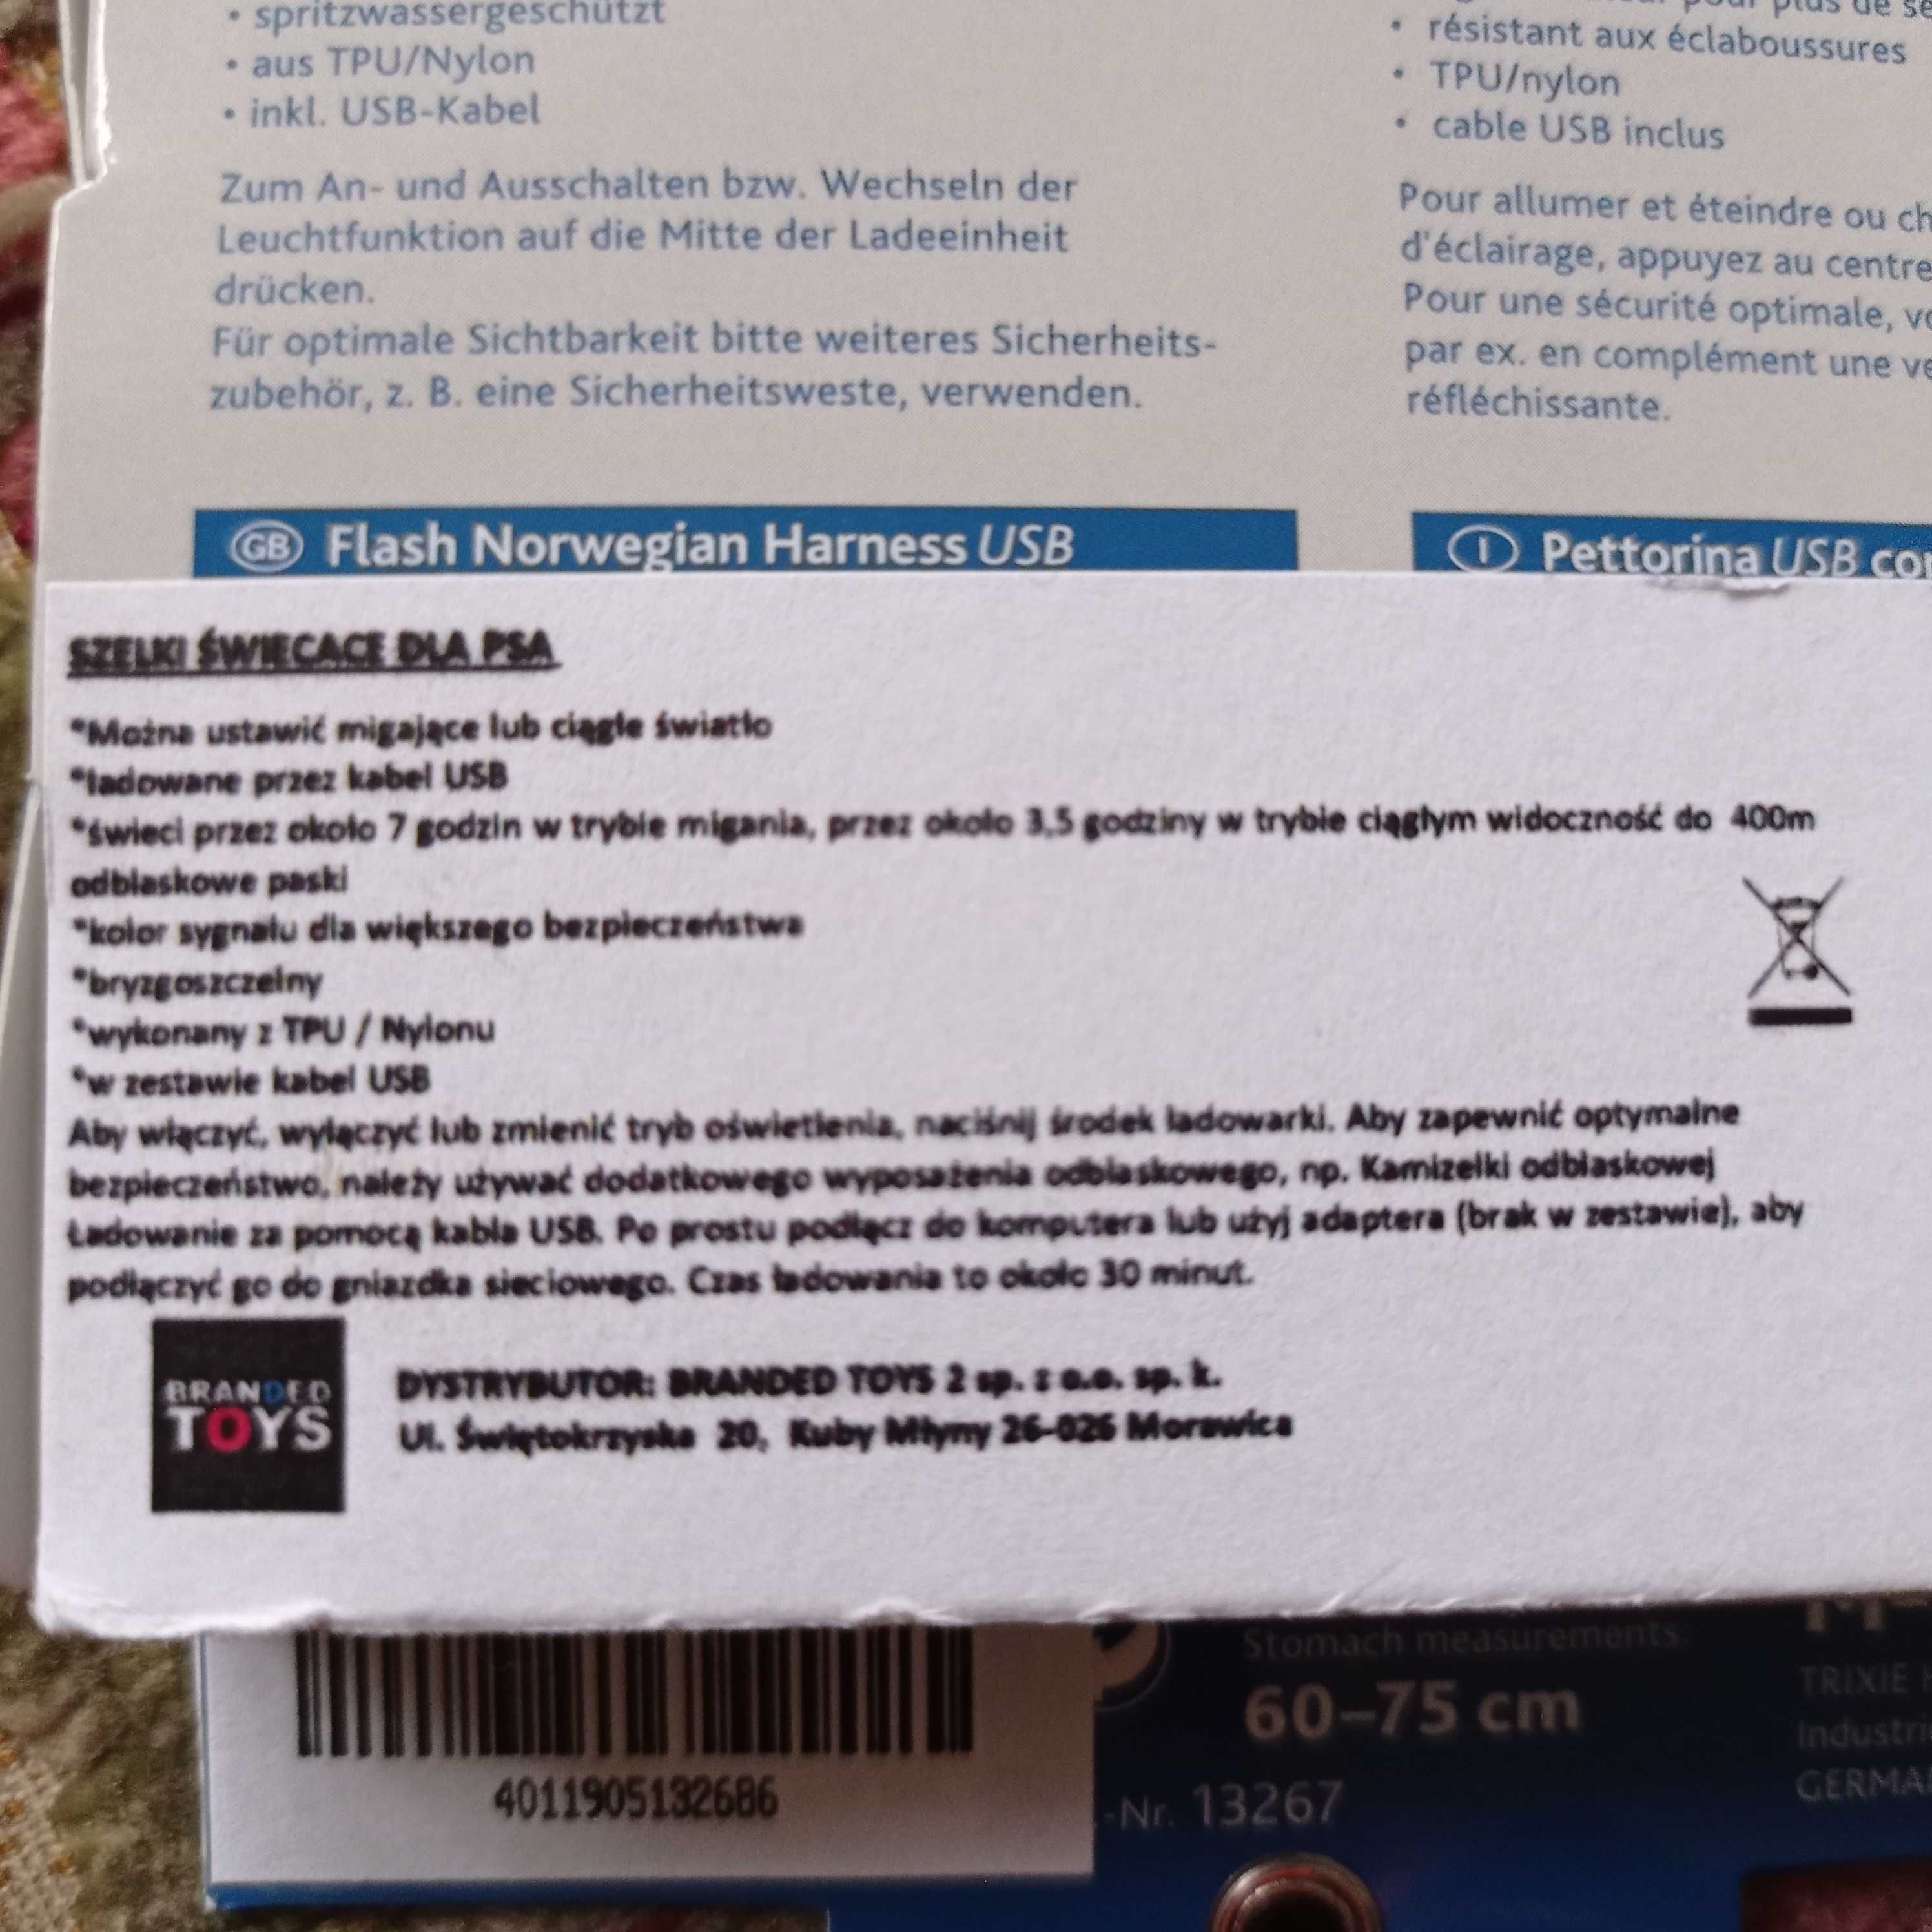 • spritzwassergeschützt
• aus TPU/Nylon
• inkl. USB-Kabel
Zum An- und Ausschalten bzw. Wechseln der
Leuchtfunktion auf die Mitte der Ladeeinheit
drücken.
Für optimale Sichtbarkeit bitte weiteres Sicherheits-
zubehör, z. B. eine Sicherheitsweste, verwenden.
pour plus de
• résistant aux éclaboussures
• TPU/nylon
• cable USB inclus
Pour allumer et éteindre ou
d'éclairage, appuyez au centre
Pour une sécurité optimale,
par ex. en complément une
réfléchissante.
GB Flash Norwegian Harness USB
I Pettorina USB
SZELKI ŚWIECACE DLA PSA
*Można ustawić migające lub ciągłe światło
*ładowane przez kabel USB
*świeci przez około 7 godzin w trybie migania, przez około 3,5 godziny w trybie ciągłym widoczność do 400m
odblaskowe paski
*kolor sygnału dla większego bezpieczeństwa
*bryzgoszczelny
*wykonany z TPU / Nylonu
*w zestawie kabel USB
Aby włączyć, wyłączyć lub zmienić tryb oświetlenia, naciśnij środek ładowarki. Aby zapewnić optymalne
bezpieczeństwo, należy używać dodatkowego wyposażenia odblaskowego, np. Kamizelki odblaskowej
Ładowanie za pomocą kabla USB. Po prostu podłącz do komputera lub użyj adaptera (brak w zestawie), aby
podłączyć go do gniazdka sieciowego. Czas ładowania to około 30 minut.
BRANDED
TOYS
DYSTRYBUTOR: BRANDED TOYS 2 sp. z o.o. sp. k.
Ul. Świętokrzyska 20, Kuby Młyny 26-026 Morawica
4011905132686
Stomach measurements:
60–75 cm
-Nr. 13267
TRIXIE